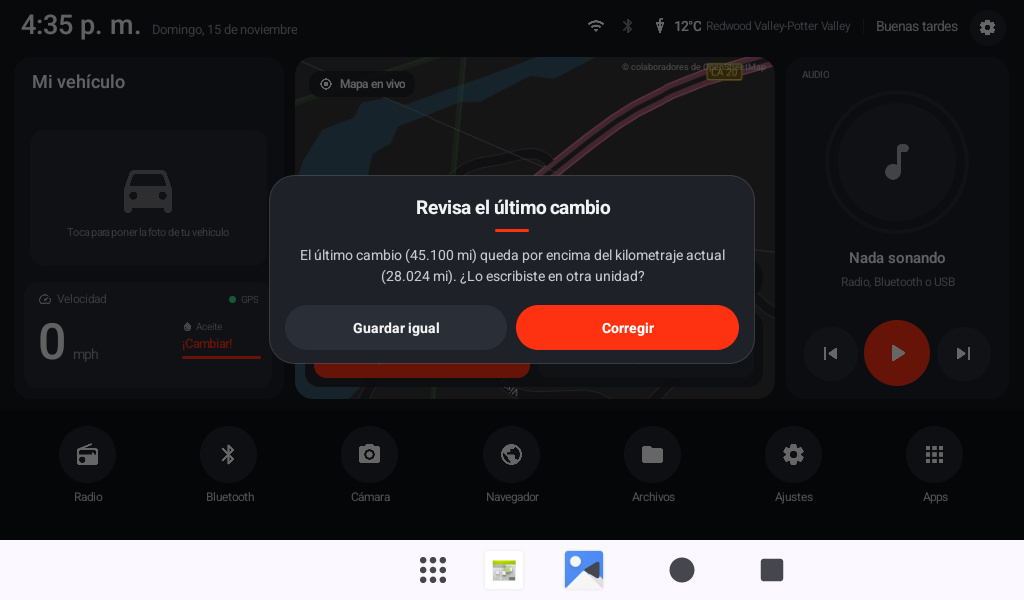 4:35 p. m.
Domingo, 15 de noviembre
12°C
Redwood Valley-Potter Valley
Buenas tardes
Mi vehículo
Toca para poner la foto de tu vehículo
Velocidad
GPS
0 mph
Aceite
¡Cambiar!
Mapa en vivo
© colaboradores de OpenStreetMap
CA 20
AUDIO
Nada sonando
Radio, Bluetooth o USB
Revisa el último cambio
El último cambio (45.100 mi) queda por encima del kilometraje actual
(28.024 mi). ¿Lo escribiste en otra unidad?
Guardar igual
Corregir
Radio
Bluetooth
Cámara
Navegador
Archivos
Ajustes
Apps